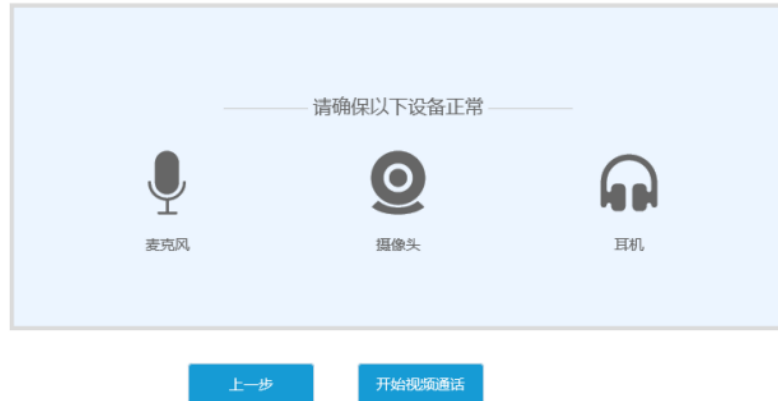 请确保以下设备正常
麦克风
摄像头
耳机
上一步
开始视频通话